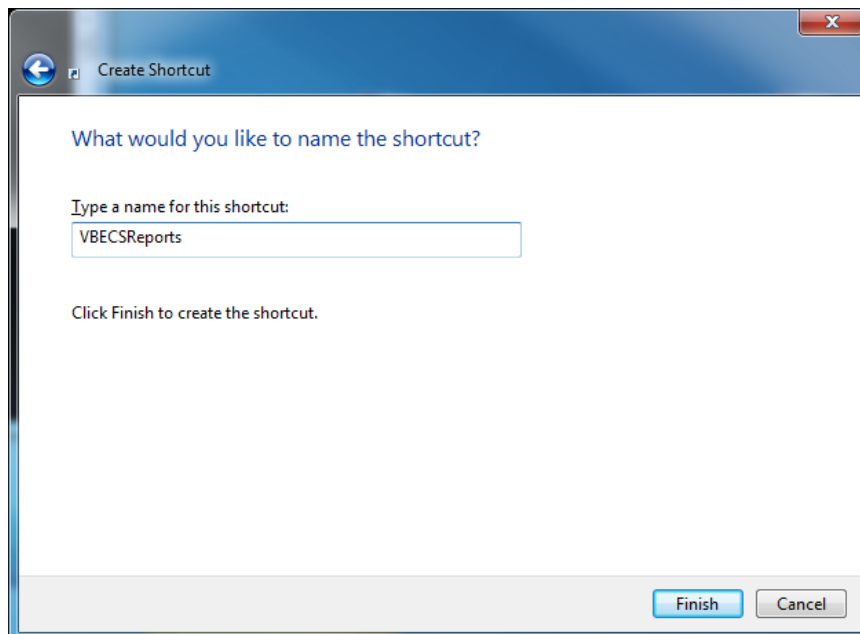 Create Shortcut
What would you like to name the shortcut?
Type a name for this shortcut:
VBECSReports
Click Finish to create the shortcut.
Finish Cancel